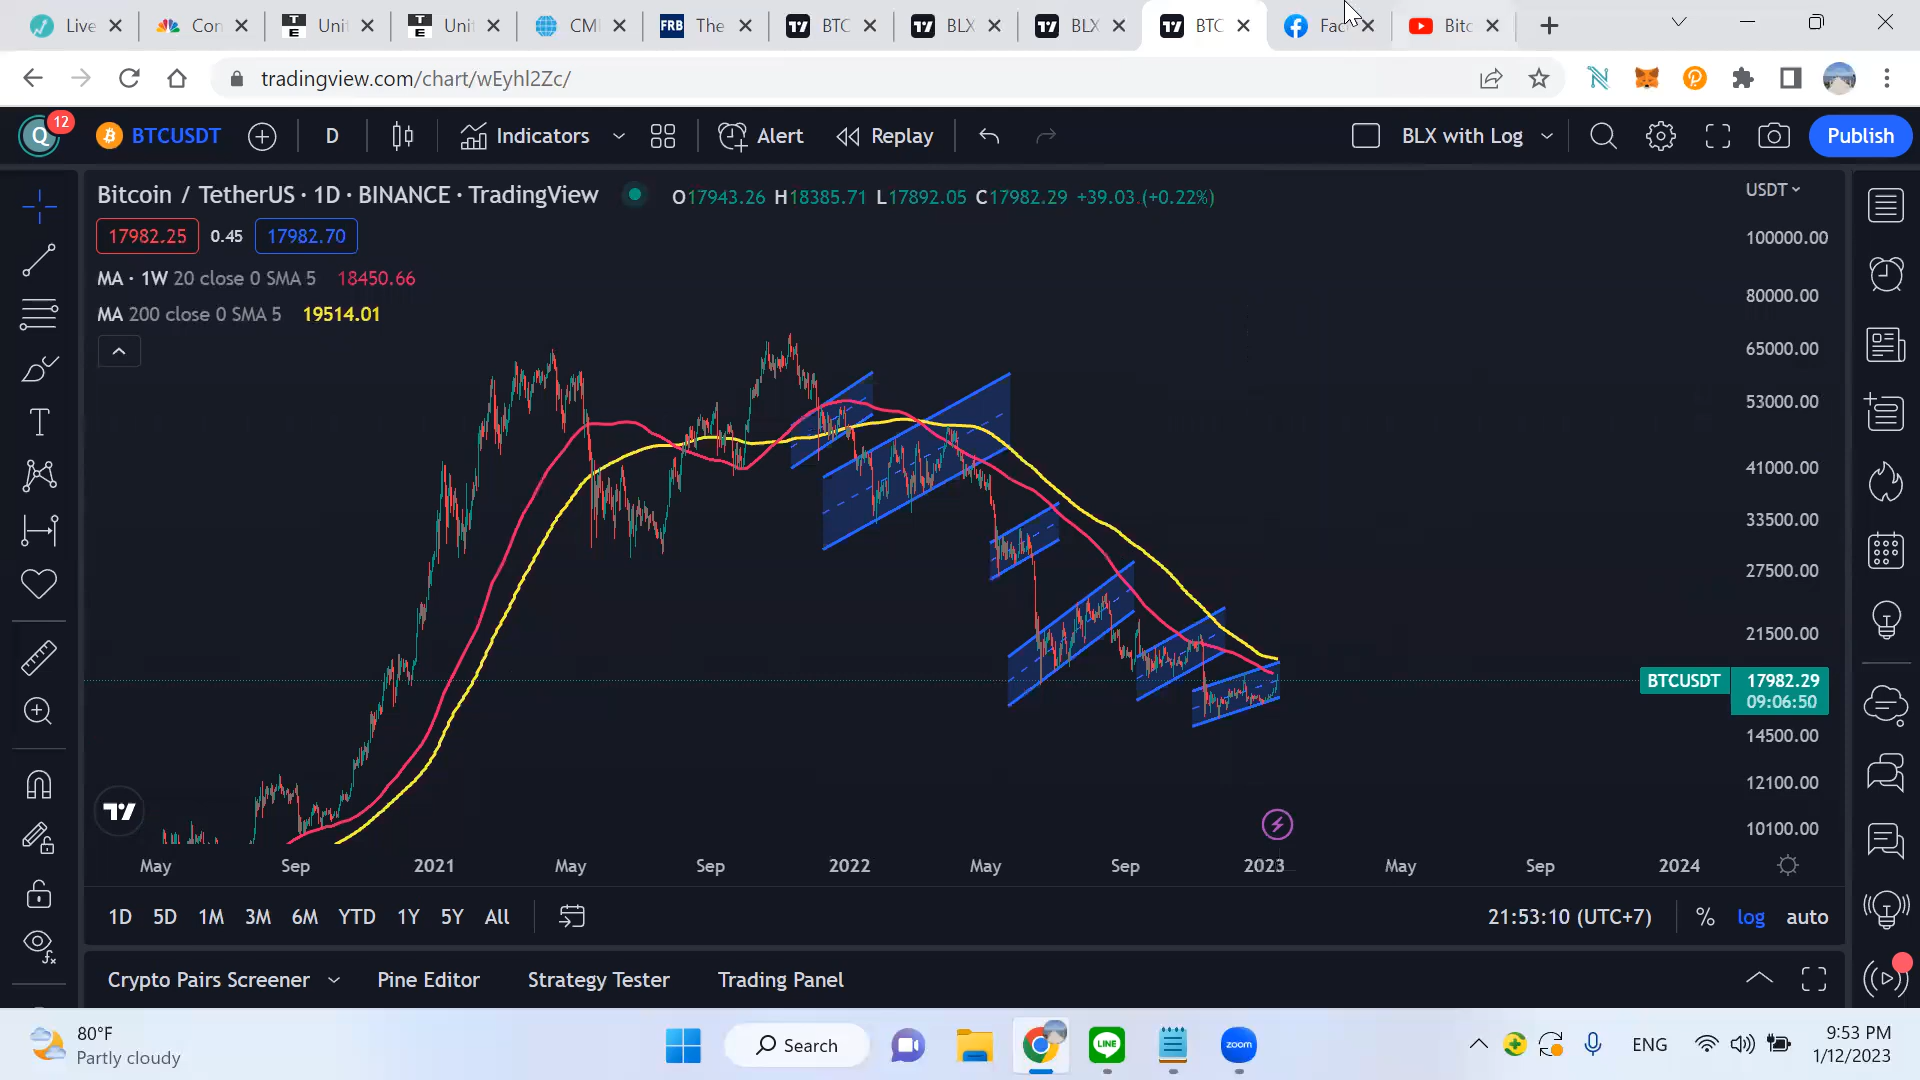 Live
Con
Unit
Unit
CMI
FRB The
BTC
BLX
BLX
BTC
Fac
Bitc
tradingview.com/chart/wEyhl2Zc/
Q 12 BTCUSDT D Indicators Alert Replay BLX with Log Publish
Bitcoin / TetherUS · 1D · BINANCE · TradingView O17943.26 H18385.71 L17892.05 C17982.29 +39.03 (+0.22%) USDT
17982.25 0.45 17982.70
MA · 1W 20 close 0 SMA 5 18450.66
MA 200 close 0 SMA 5 19514.01
100000.00
80000.00
65000.00
53000.00
41000.00
33500.00
27500.00
21500.00
BTCUSDT 17982.29
09:06:50
14500.00
12100.00
10100.00
May Sep 2021 May Sep 2022 May Sep 2023 May Sep 2024
1D 5D 1M 3M 6M YTD 1Y 5Y All 21:53:10 (UTC+7) % log auto
Crypto Pairs Screener Pine Editor Strategy Tester Trading Panel
80°F
Partly cloudy
Search
LINE
zoom
ENG
9:53 PM
1/12/2023